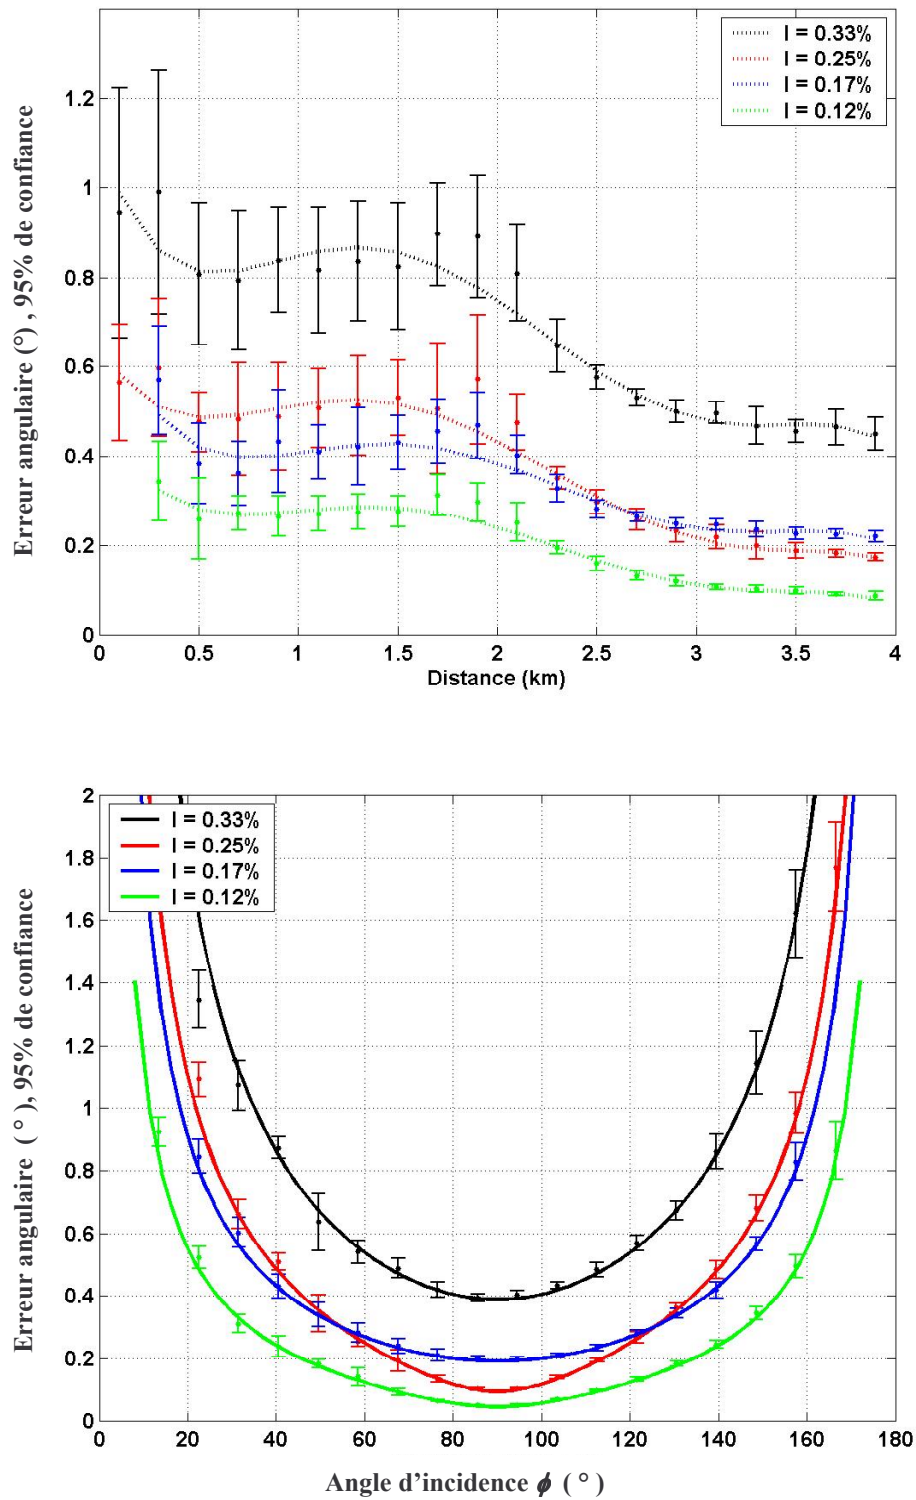 I = 0.33%
I = 0.25%
I = 0.17%
I = 0.12%
Erreur angulaire (°) , 95% de confiance
1.2
1
0.8
0.6
0.4
0.2
0
0 0.5 1 1.5 2 2.5 3 3.5 4
Distance (km)
I = 0.33%
I = 0.25%
I = 0.17%
I = 0.12%
Erreur angulaire ( ° ) , 95% de confiance
2
1.8
1.6
1.4
1.2
1
0.8
0.6
0.4
0.2
0
0 20 40 60 80 100 120 140 160 180
Angle d’incidence ϕ ( ° )